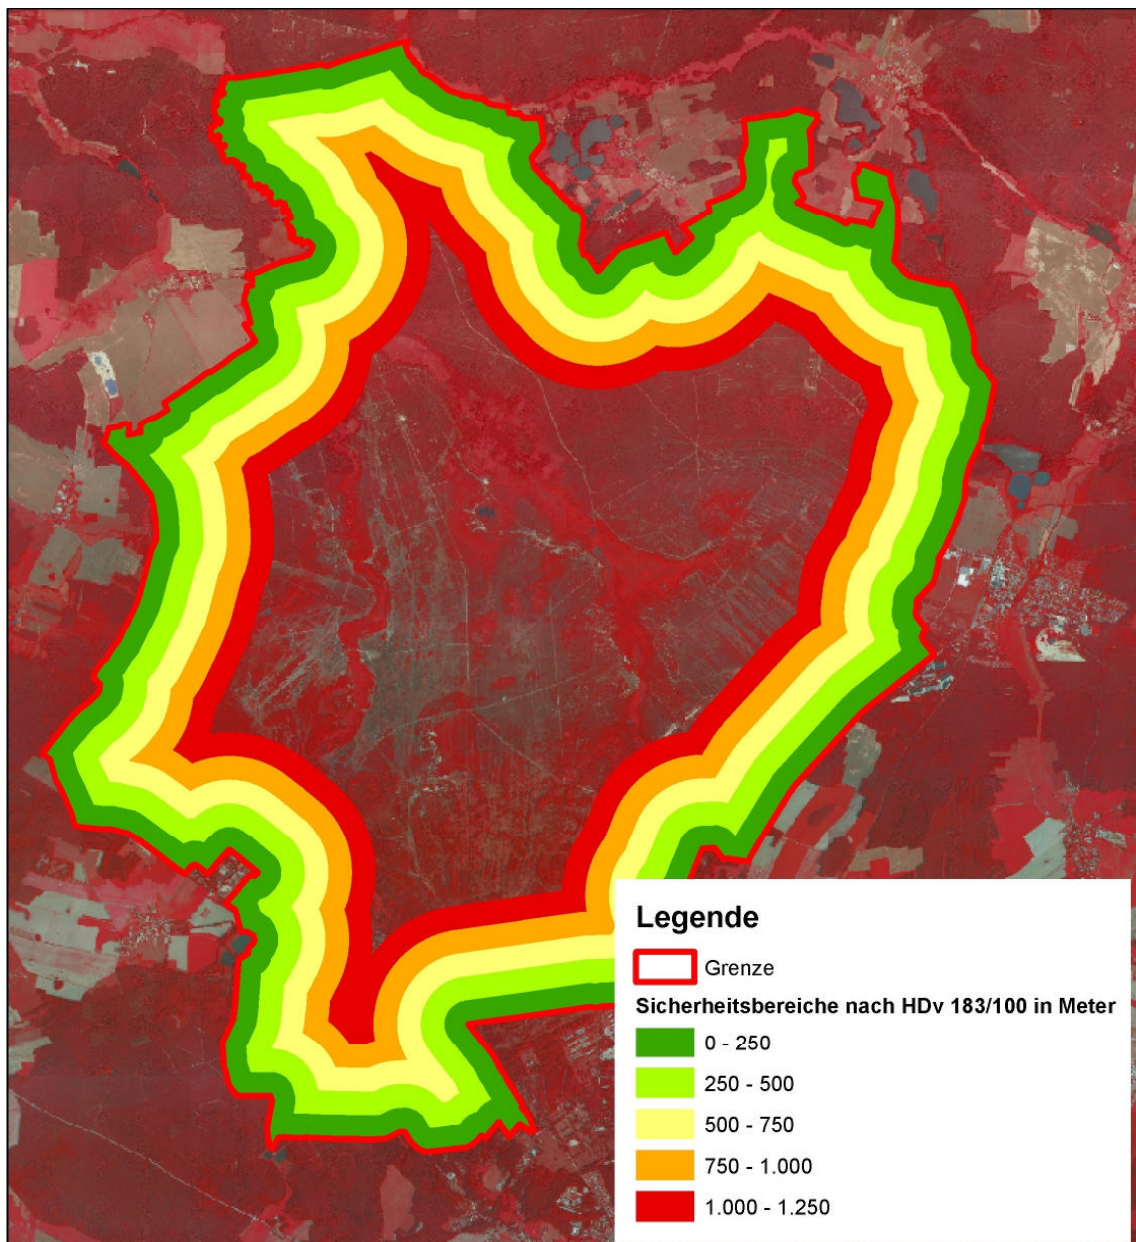 Legende
Grenze
Sicherheitsbereiche nach HDv 183/100 in Meter
0 - 250
250 - 500
500 - 750
750 - 1.000
1.000 - 1.250